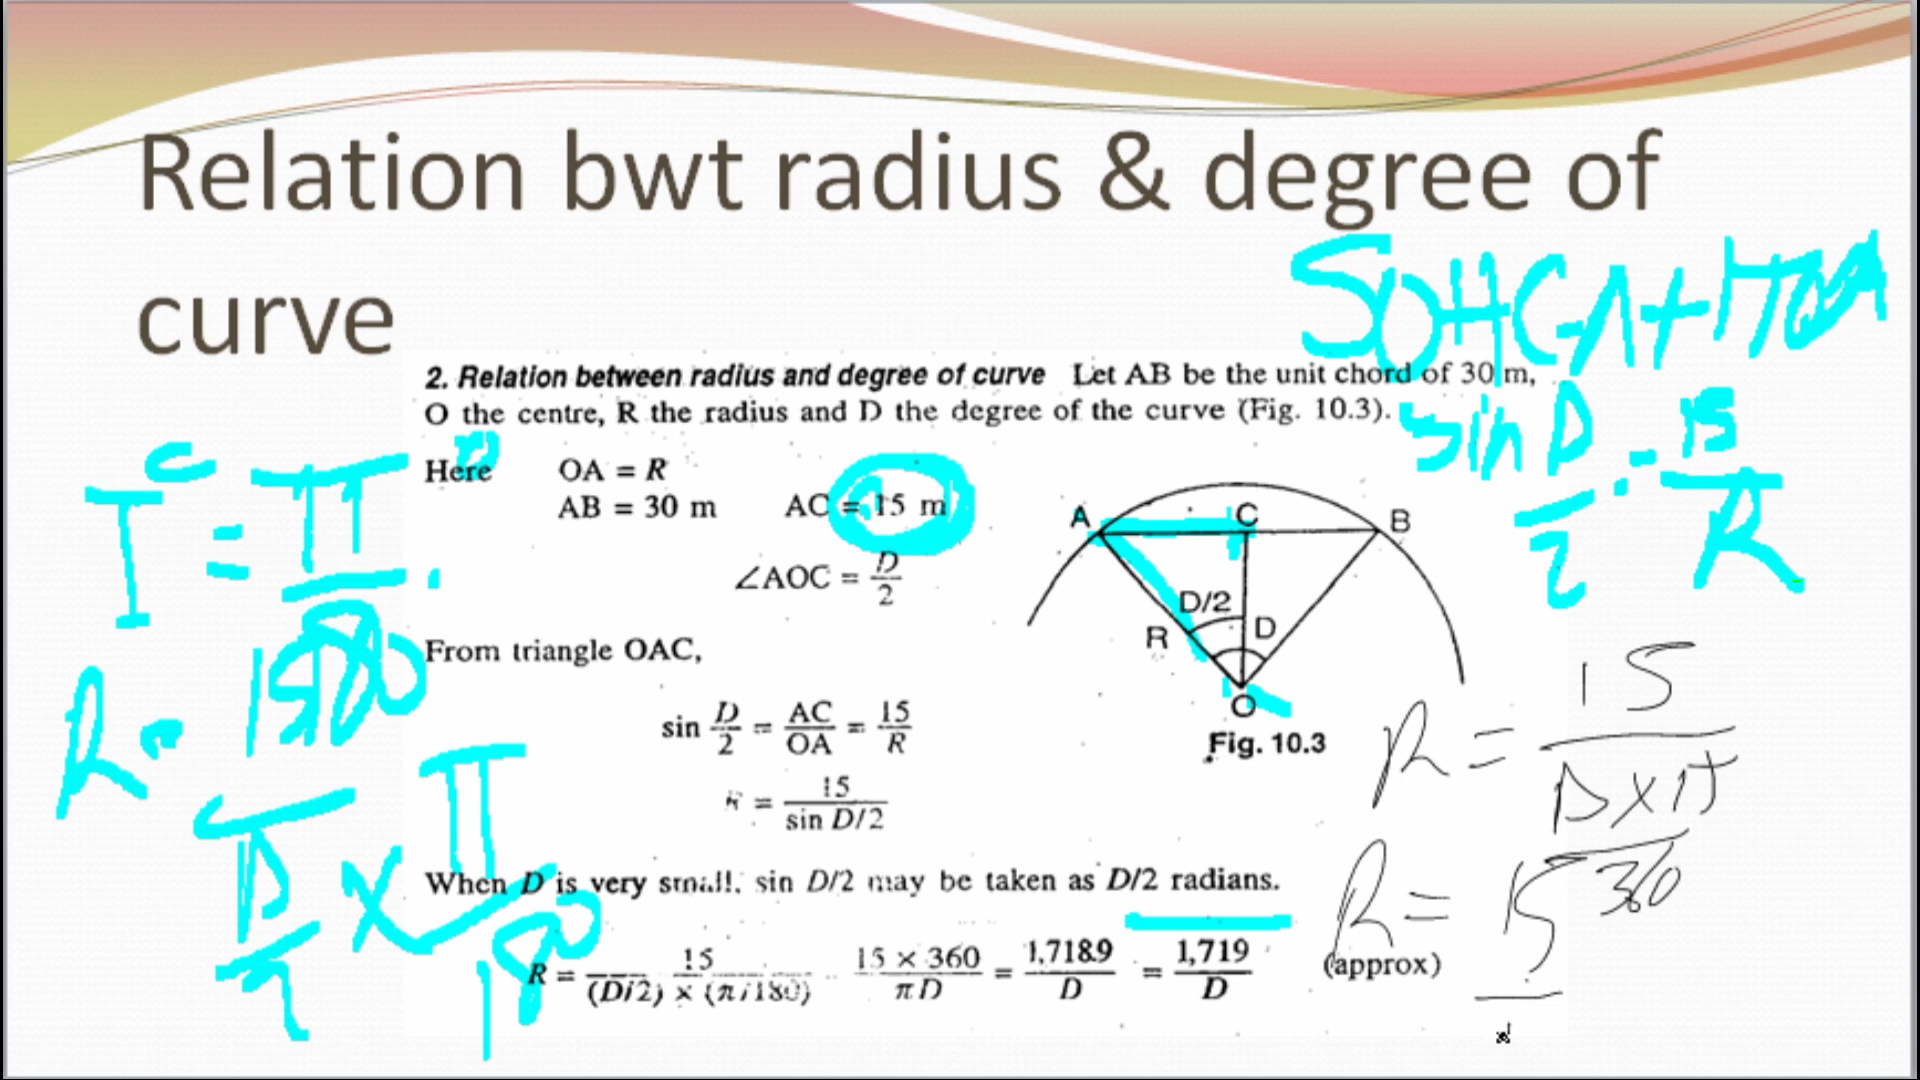 Relation bwt radius & degree of
curve
SOHCAHTOA
2. Relation between radius and degree of curve Let AB be the unit chord of 30 m,
O the centre, R the radius and D the degree of the curve (Fig. 10.3).
sin D/2 = 15/R
Here OA = R
AB = 30 m AC = 15 m
∠AOC = D/2
A C B
D/2 D
R
O
Fig. 10.3
From triangle OAC,
sin D/2 = AC/OA = 15/R
R = 15/sin D/2
π/180
R =
D/2 × π/180
R = 15/(D×π/360)
R = 15
When D is very small, sin D/2 may be taken as D/2 radians.
R = 15/(D/2) × (π/180) 15 × 360/πD = 1,718.9/D = 1,719/D (approx)